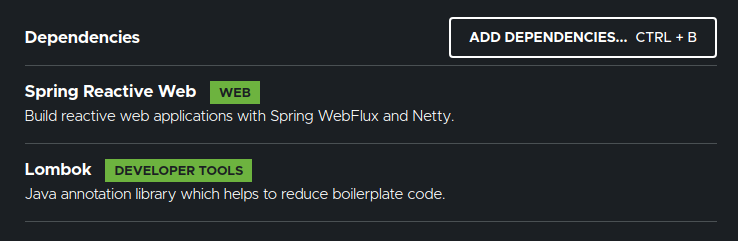 Dependencies ADD DEPENDENCIES... CTRL + B
Spring Reactive Web WEB
Build reactive web applications with Spring WebFlux and Netty.
Lombok DEVELOPER TOOLS
Java annotation library which helps to reduce boilerplate code.